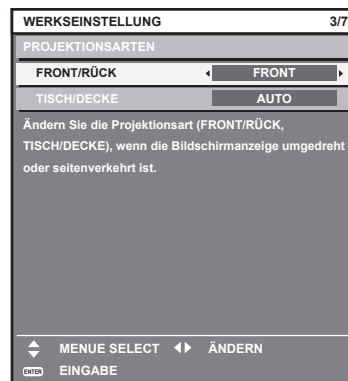 WERKSEINSTELLUNG 3/7
PROJEKTIONSARTEN
FRONT/RÜCK FRONT
TISCH/DECKE AUTO
Ändern Sie die Projektionsart (FRONT/RÜCK,
TISCH/DECKE), wenn die Bildschirmanzeige umgedreht
oder seitenverkehrt ist.
MENUE SELECT ÄNDERN
ENTER EINGABE